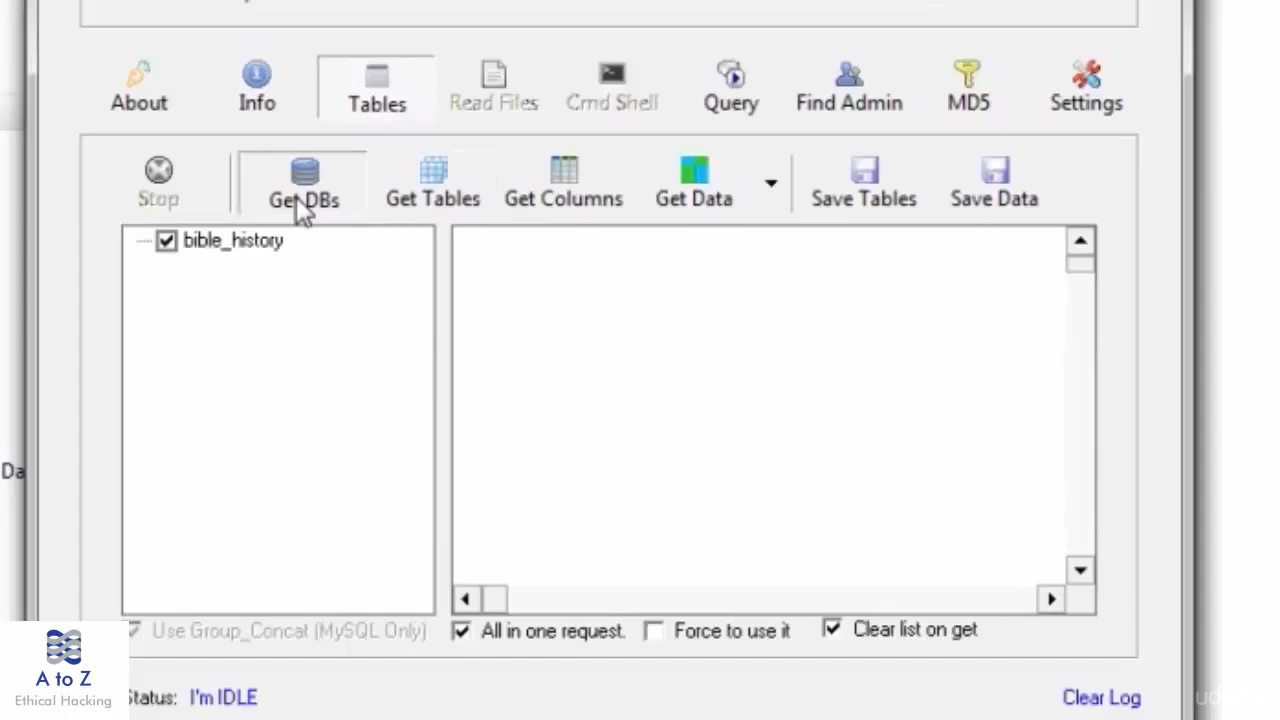 About Info Tables Read Files Cmd Shell Query Find Admin MD5 Settings
Stop Get DBs Get Tables Get Columns Get Data Save Tables Save Data
bible_history
Use Group_Concat (MySQL Only) All in one request. Force to use it Clear list on get
A to Z
Ethical Hacking
Status: I'm IDLE Clear Log
Da